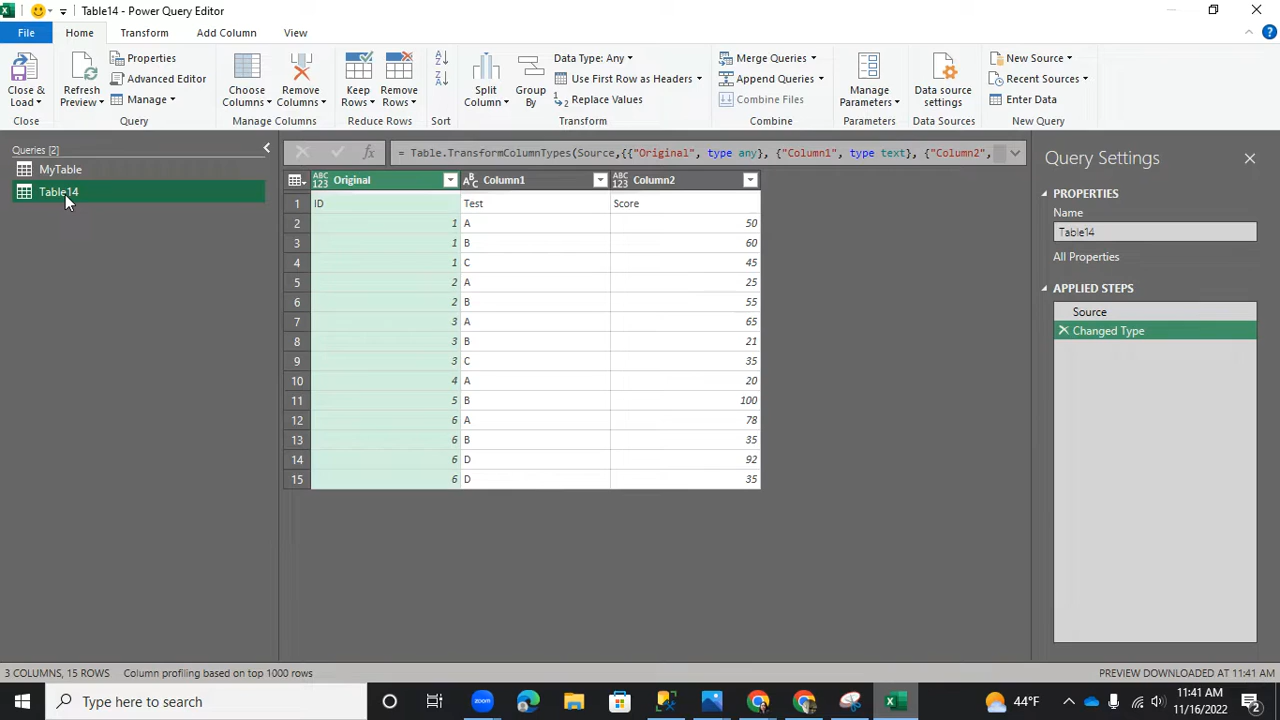 Table14 - Power Query Editor
File Home Transform Add Column View
Close & Load
Refresh Preview
Properties
Advanced Editor
Manage
Choose Columns
Remove Columns
Keep Rows
Remove Rows
Split Column
Group By
Data Type: Any
Use First Row as Headers
Replace Values
Merge Queries
Append Queries
Combine Files
Manage Parameters
Data source settings
New Source
Recent Sources
Enter Data
Close Query Manage Columns Reduce Rows Sort Transform Combine Parameters Data Sources New Query
Queries [2]
MyTable
Table14
fx = Table.TransformColumnTypes(Source,{{"Original", type any}, {"Column1", type text}, {"Column2",
ABC 123 Original ABC Column1 ABC 123 Column2
1 ID Test Score
2 1 A 50
3 1 B 60
4 1 C 45
5 2 A 25
6 2 B 55
7 3 A 65
8 3 B 21
9 3 C 35
10 4 A 20
11 5 B 100
12 6 A 78
13 6 B 35
14 6 D 92
15 6 D 35
Query Settings
PROPERTIES
Name
Table14
All Properties
APPLIED STEPS
Source
Changed Type
3 COLUMNS, 15 ROWS Column profiling based on top 1000 rows PREVIEW DOWNLOADED AT 11:41 AM
Type here to search
44°F
11:41 AM
11/16/2022
2